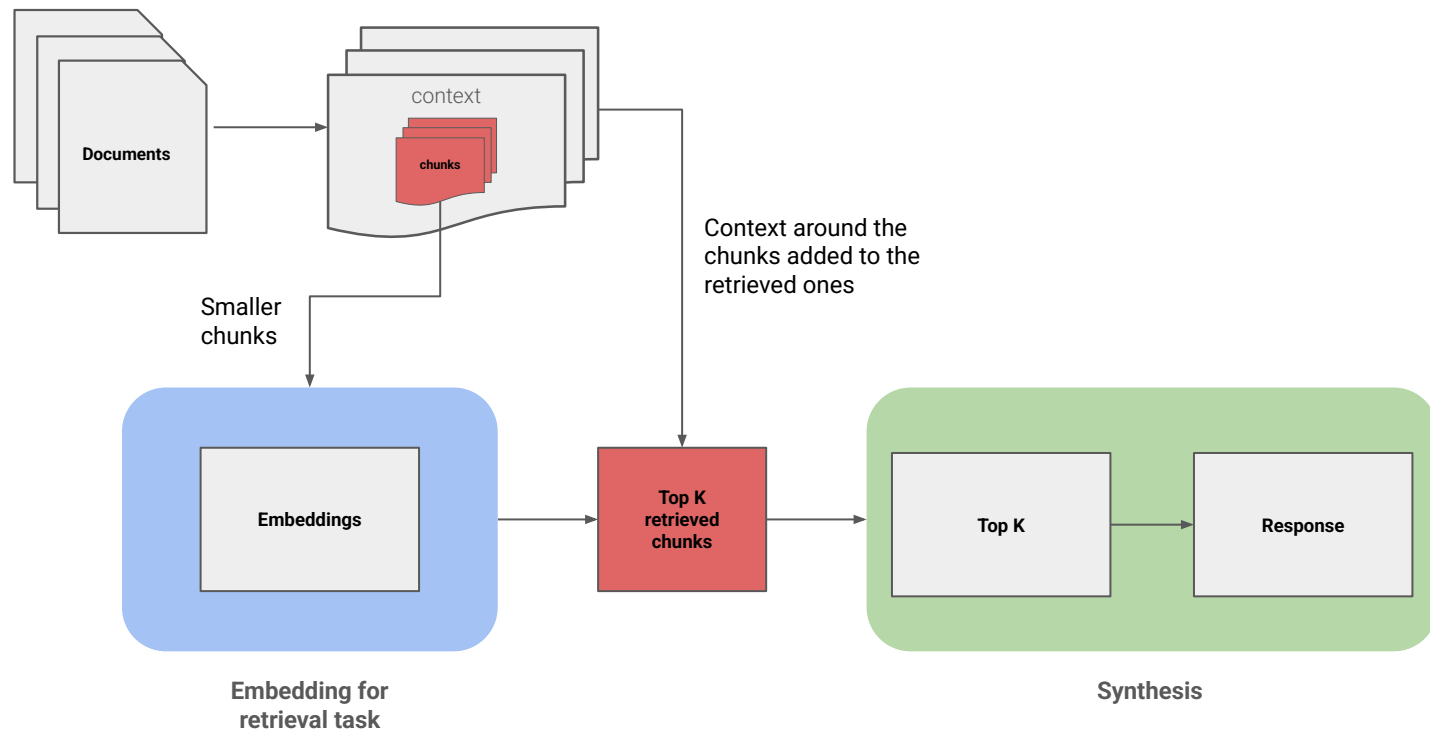 context
Documents
chunks
Context around the
chunks added to the
retrieved ones
Smaller
chunks
Embeddings
Top K
retrieved
chunks
Top K
Response
Embedding for
retrieval task
Synthesis